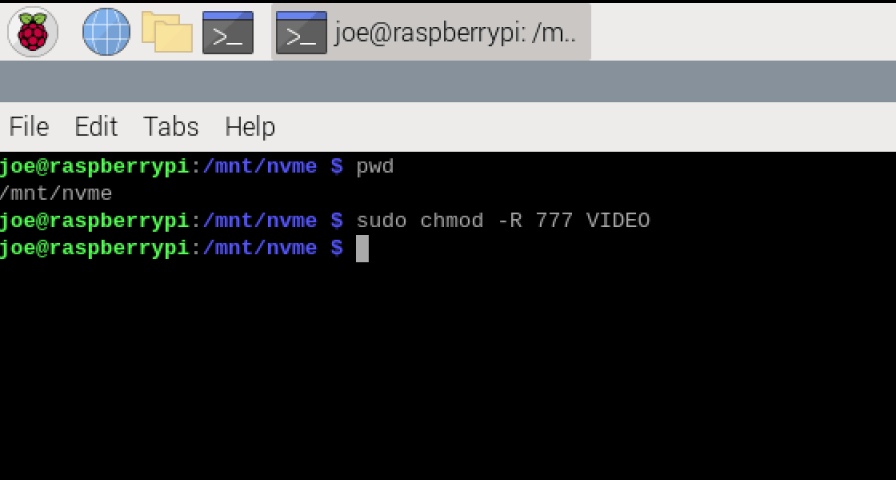 >_ >_ joe@raspberrypi: /m..
File Edit Tabs Help
joe@raspberrypi:/mnt/nvme $ pwd
/mnt/nvme
joe@raspberrypi:/mnt/nvme $ sudo chmod -R 777 VIDEO
joe@raspberrypi:/mnt/nvme $